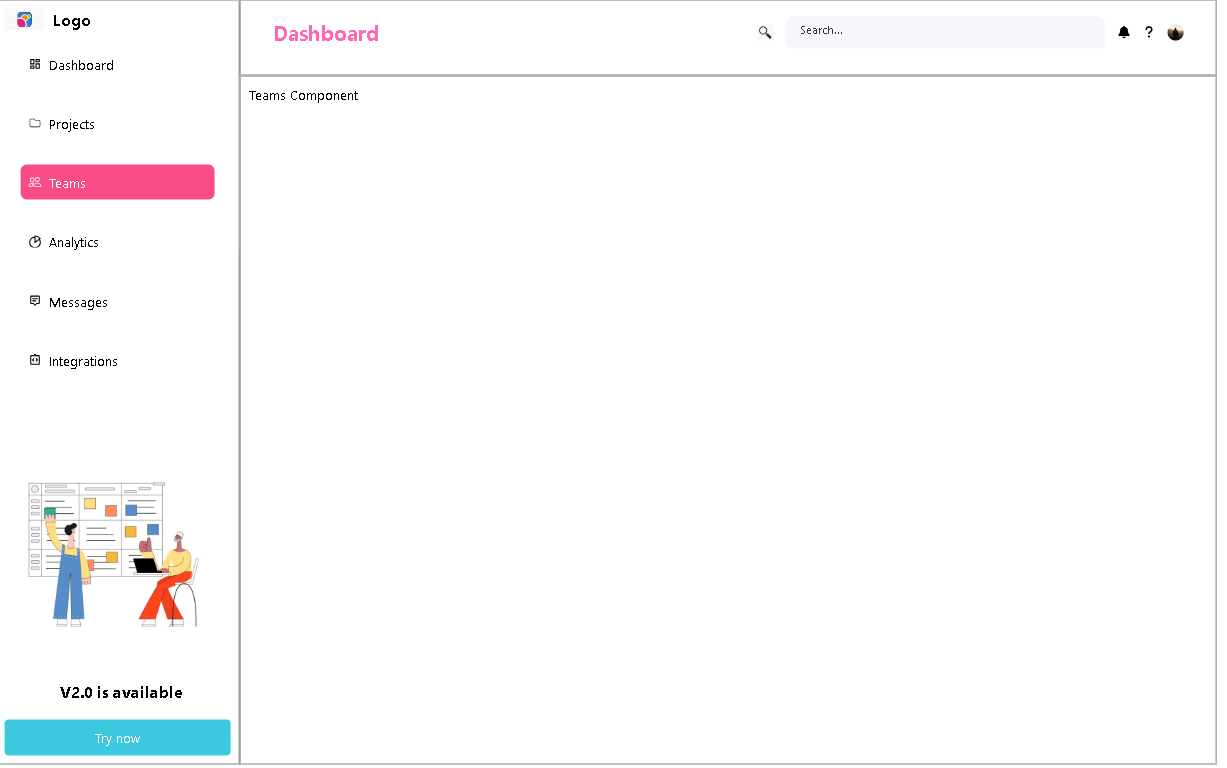 Logo
Dashboard
Search...
?
Dashboard
Projects
Teams
Analytics
Messages
Integrations
Teams Component
V2.0 is available
Try now